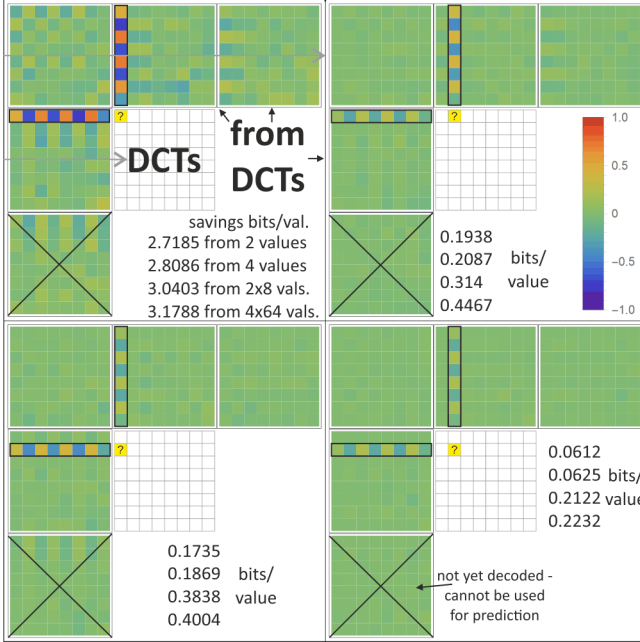 ?
from
DCTs
DCTs
savings bits/val.
2.7185 from 2 values
2.8086 from 4 values
3.0403 from 2x8 vals.
3.1788 from 4x64 vals.
?
1.0
0.5
0
−0.5
−1.0
0.1938
0.2087 bits/
0.314 value
0.4467
?
0.1735
0.1869 bits/
0.3838 value
0.4004
?
0.0612
0.0625 bits/
0.2122 value
0.2232
not yet decoded -
cannot be used
for prediction